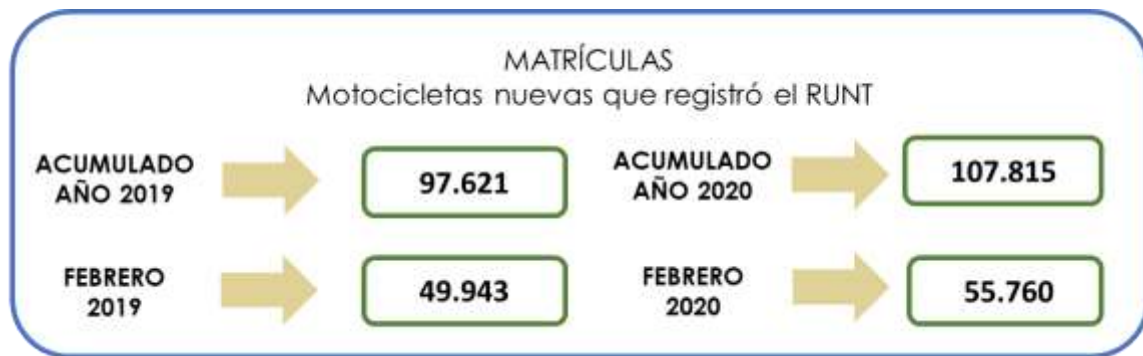 MATRÍCULAS
Motocicletas nuevas que registró el RUNT
ACUMULADO
AÑO 2019
97.621
ACUMULADO
AÑO 2020
107.815
FEBRERO
2019
49.943
FEBRERO
2020
55.760